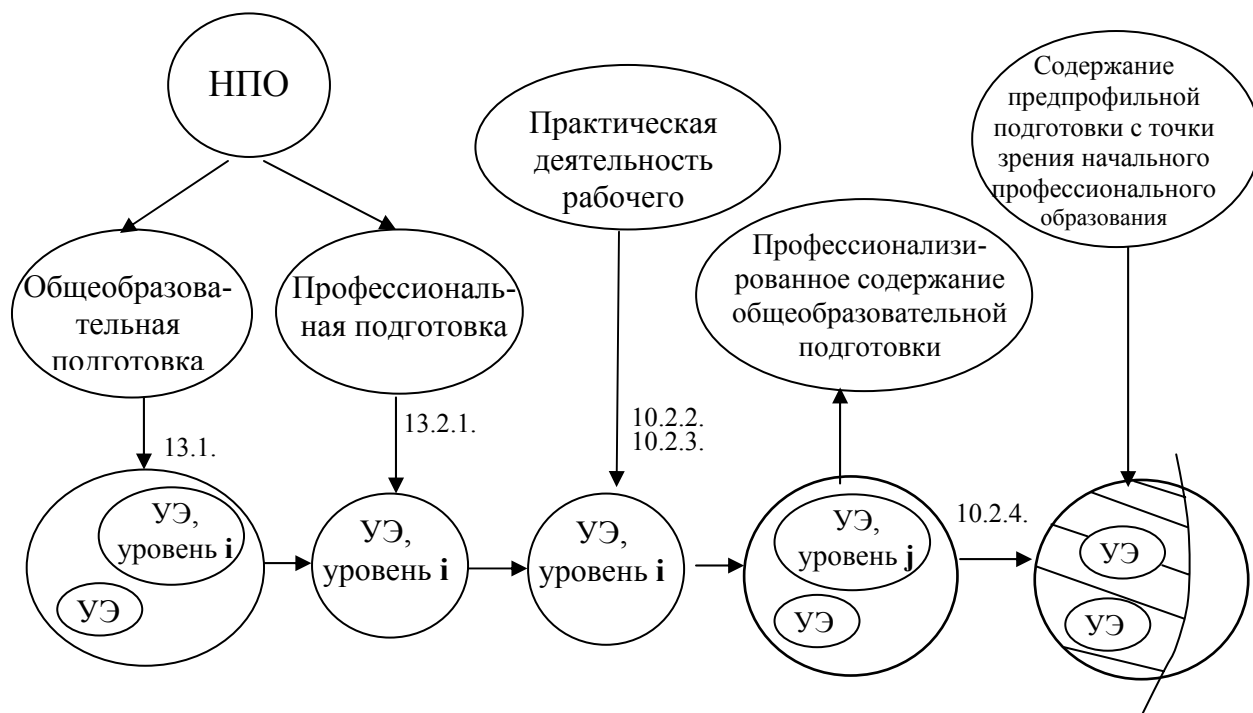 НПО
Практическая
деятельность
рабочего
Содержание
предпрофильной
подготовки с точки
зрения начального
профессионального
образования
Общеобразова-
тельная
подготовка
Профессиональ-
ная подготовка
Профессионализи-
рованное содержание
общеобразовательной
подготовки
13.1.
13.2.1.
10.2.2.
10.2.3.
10.2.4.
УЭ,
уровень i
УЭ
УЭ,
уровень i
УЭ,
уровень i
УЭ,
уровень j
УЭ
УЭ
УЭ